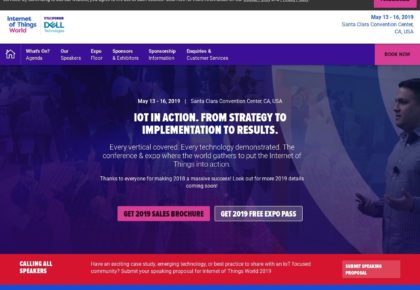 Internet
of Things
World
DELL
Technologies
May 13 - 16, 2019
Santa Clara Convention Center,
CA, USA
What's On?
Agenda
Our
Speakers
Expo
Floor
Sponsors
& Exhibitors
Sponsorship
Information
Enquiries &
Customer Services
BOOK NOW
May 13 - 16, 2019 | Santa Clara Convention Center, CA, USA
IOT IN ACTION. FROM STRATEGY TO
IMPLEMENTATION TO RESULTS.
Every vertical covered. Every technology demonstrated. The
conference & expo where the world gathers to put the Internet of
Things into action.
Thanks to everyone for making 2018 a massive success! Look out for more 2019 details
coming soon!
GET 2019 SALES BROCHURE
GET 2019 FREE EXPO PASS
CALLING ALL
SPEAKERS
Have an exciting case study, emerging technology, or best practice to share with an IoT focused
community? Submit your speaking proposal for Internet of Things World 2019
SUBMIT SPEAKING
PROPOSAL